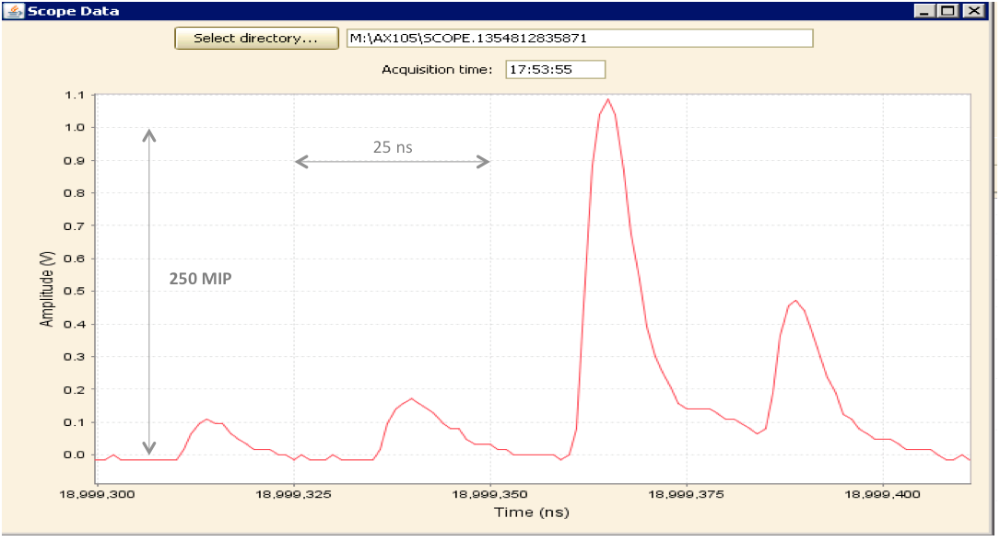 Scope Data
Select directory... M:\AX105\SCOPE.1354812835871
Acquisition time: 17:53:55
1.1
1.0
0.9
0.8
0.7
0.6
0.5
0.4
0.3
0.2
0.1
0.0
Amplitude (V)
25 ns
250 MIP
18,999,300 18,999,325 18,999,350 18,999,375 18,999,400
Time (ns)